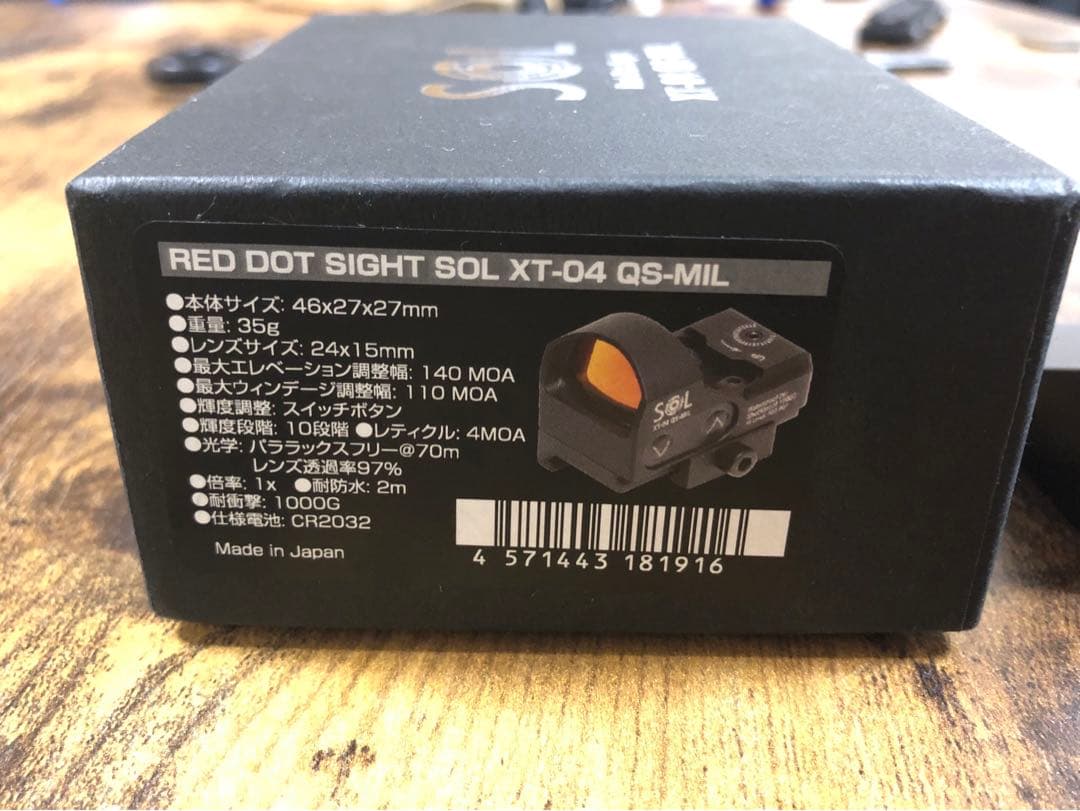 SOL
RED DOT SIGHT SOL XT-04 QS-MIL
●本体サイズ: 46x27x27mm
●重量: 35g
●レンズサイズ: 24x15mm
●最大エレベーション調整幅: 140 MOA
●最大ウィンデージ調整幅: 110 MOA
●輝度調整: スイッチボタン
●輝度段階: 10段階 ●レティクル: 4MOA
●光学: パララックスフリー@70m
レンズ透過率97%
●倍率: 1x ●耐防水: 2m
●耐衝撃: 1000G
●仕様電池: CR2032
Made in Japan
SOL
XT-04 QS-MIL
4 571443 181916